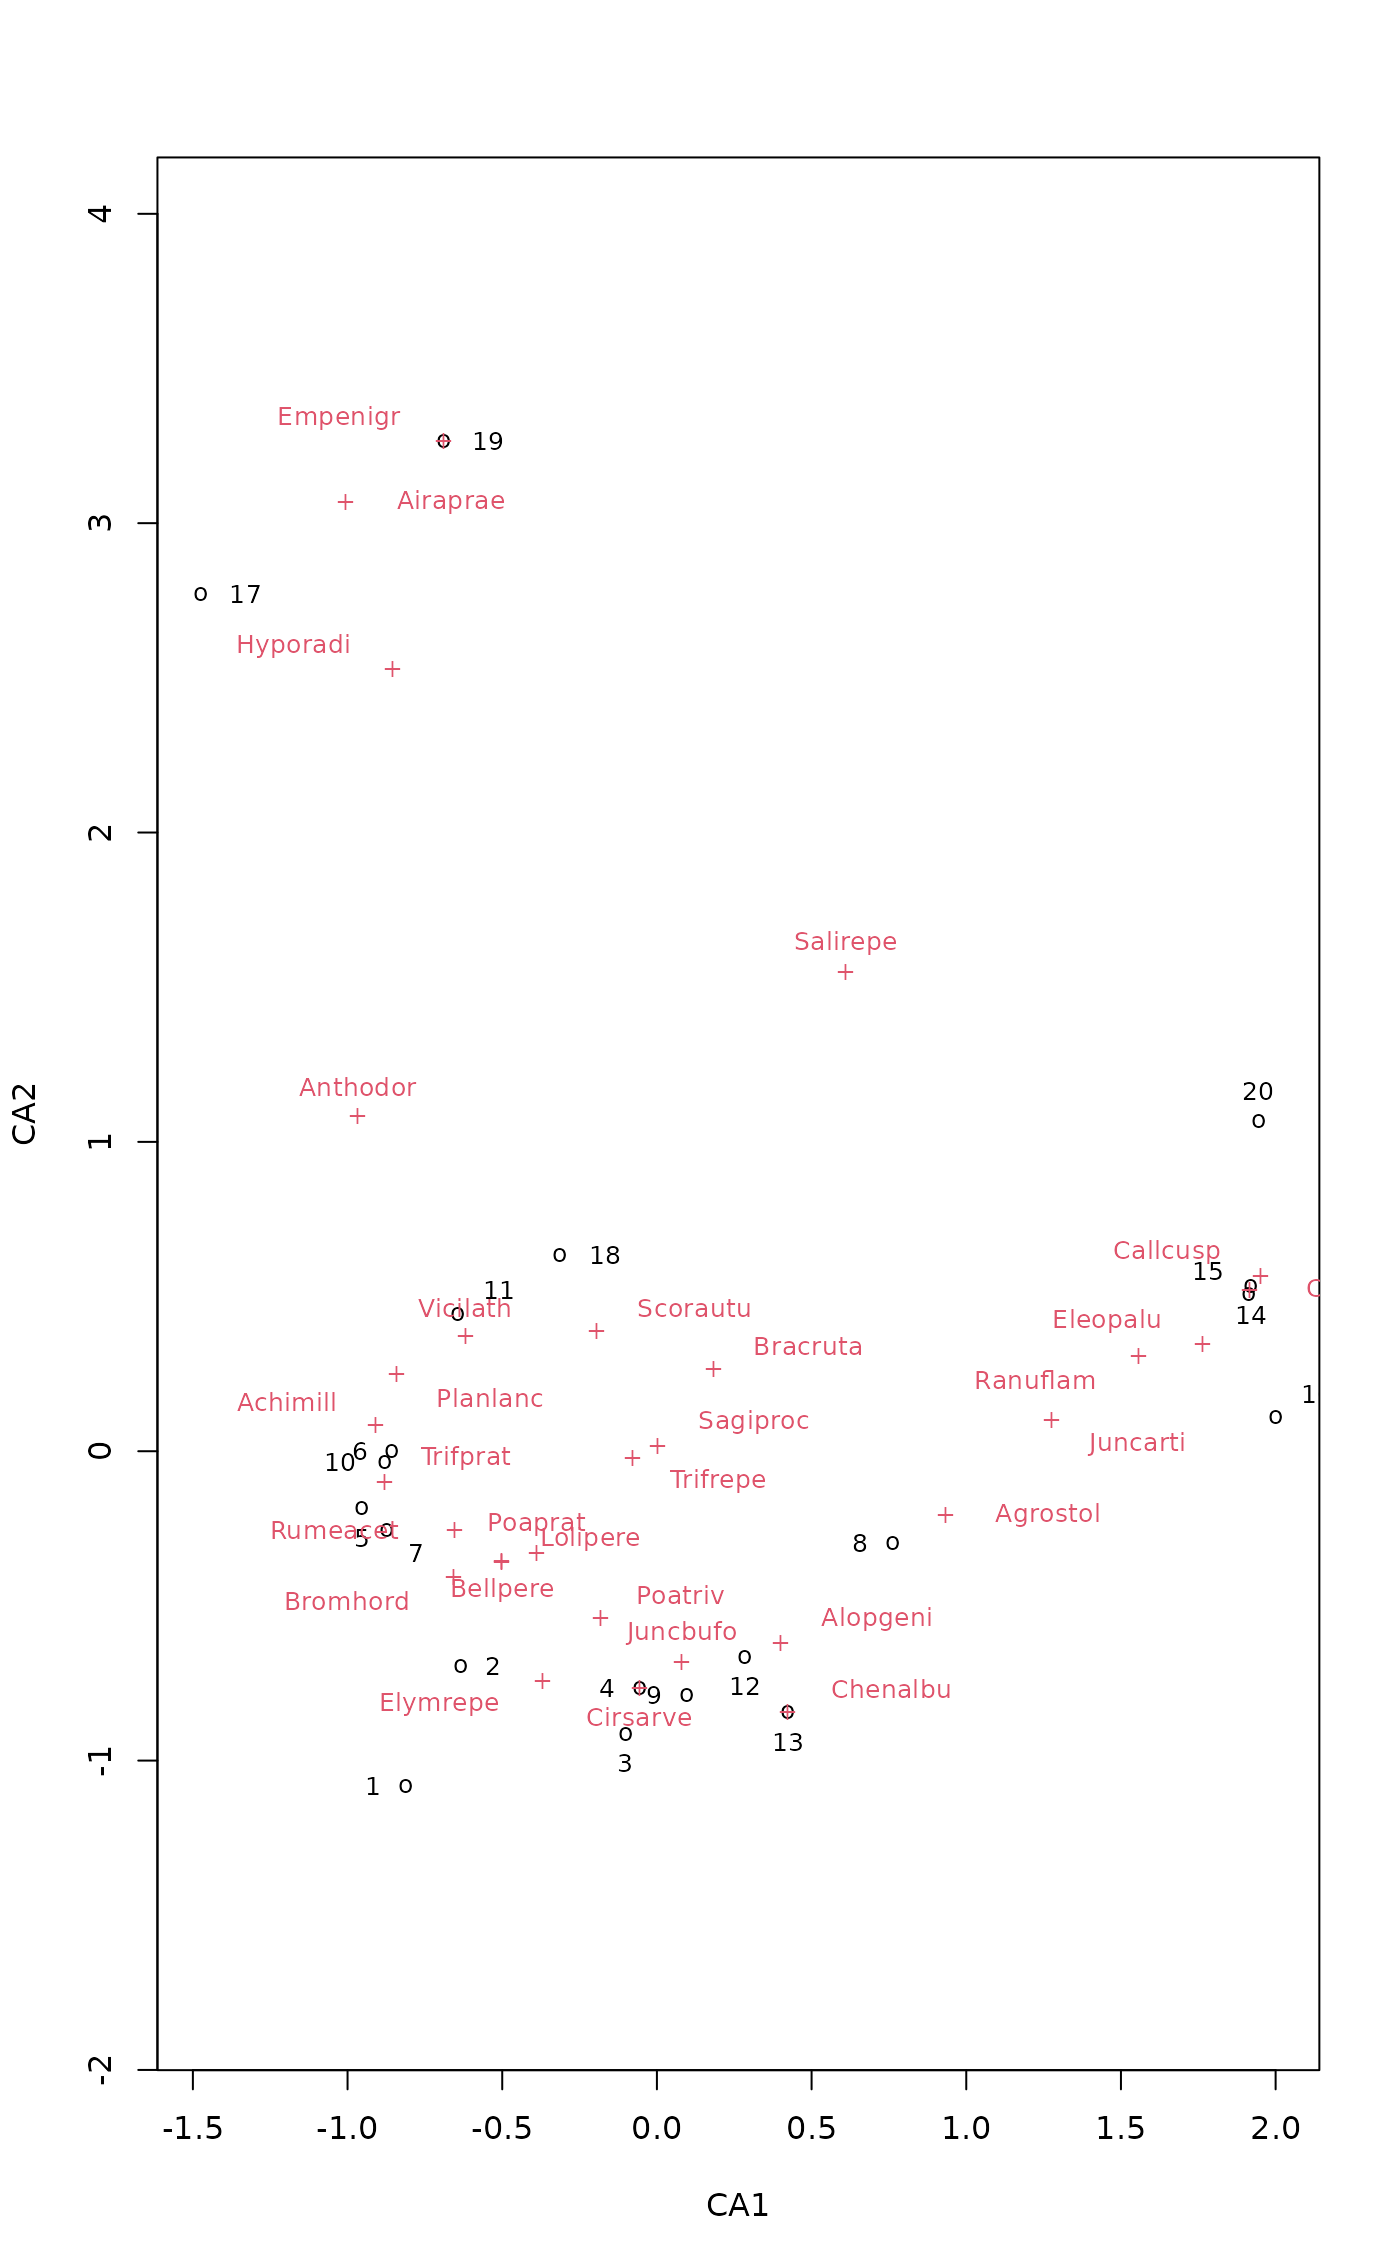 4
3
2
1
0
-1
-2
CA2
Empenigr
19
Airaprae
17
Hyporadi
Salirepe
Anthodor
20
Callcusp
18
15
C
11
Vicilath
Scorautu
14
Eleopalu
Bracruta
Ranuflam
1
Achimill
Planlanc
Sagiproc
Juncarti
6
10
Trifprat
Trifrepe
Agrostol
Rumeacet
Poaprat
5
Lolipere
8
7
Bellpere
Bromhord
Poatriv
Alopgeni
Juncbufo
2
4
9
12
Chenalbu
Elymrepe
Cirsarve
13
3
1
-1.5 -1.0 -0.5 0.0 0.5 1.0 1.5 2.0
CA1